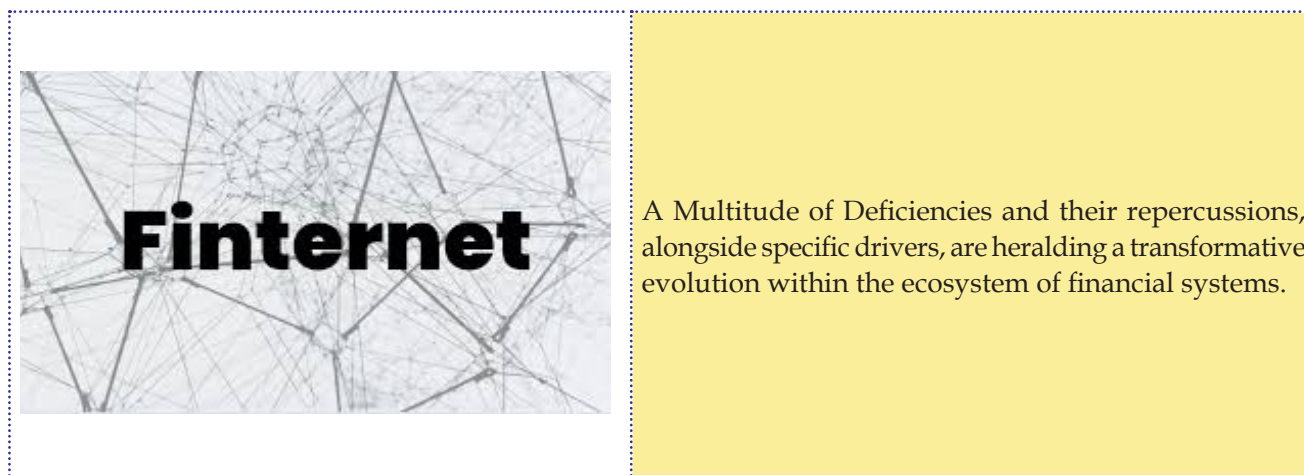 Finternet
A Multitude of Deficiencies and their repercussions,
alongside specific drivers, are heralding a transformative
evolution within the ecosystem of financial systems.